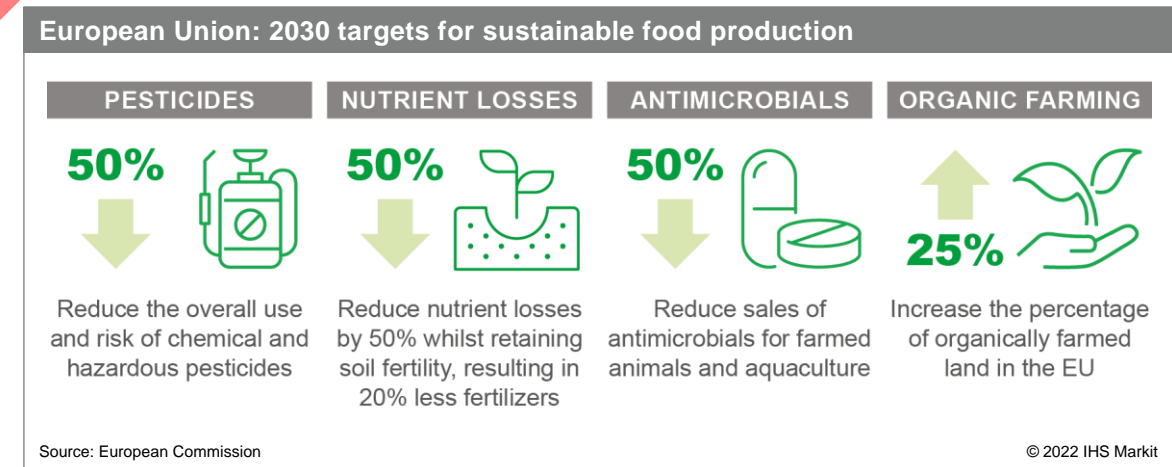 European Union: 2030 targets for sustainable food production
PESTICIDES
50%
Reduce the overall use
and risk of chemical and
hazardous pesticides
NUTRIENT LOSSES
50%
Reduce nutrient losses
by 50% whilst retaining
soil fertility, resulting in
20% less fertilizers
ANTIMICROBIALS
50%
Reduce sales of
antimicrobials for farmed
animals and aquaculture
ORGANIC FARMING
25%
Increase the percentage
of organically farmed
land in the EU
Source: European Commission
© 2022 IHS Markit